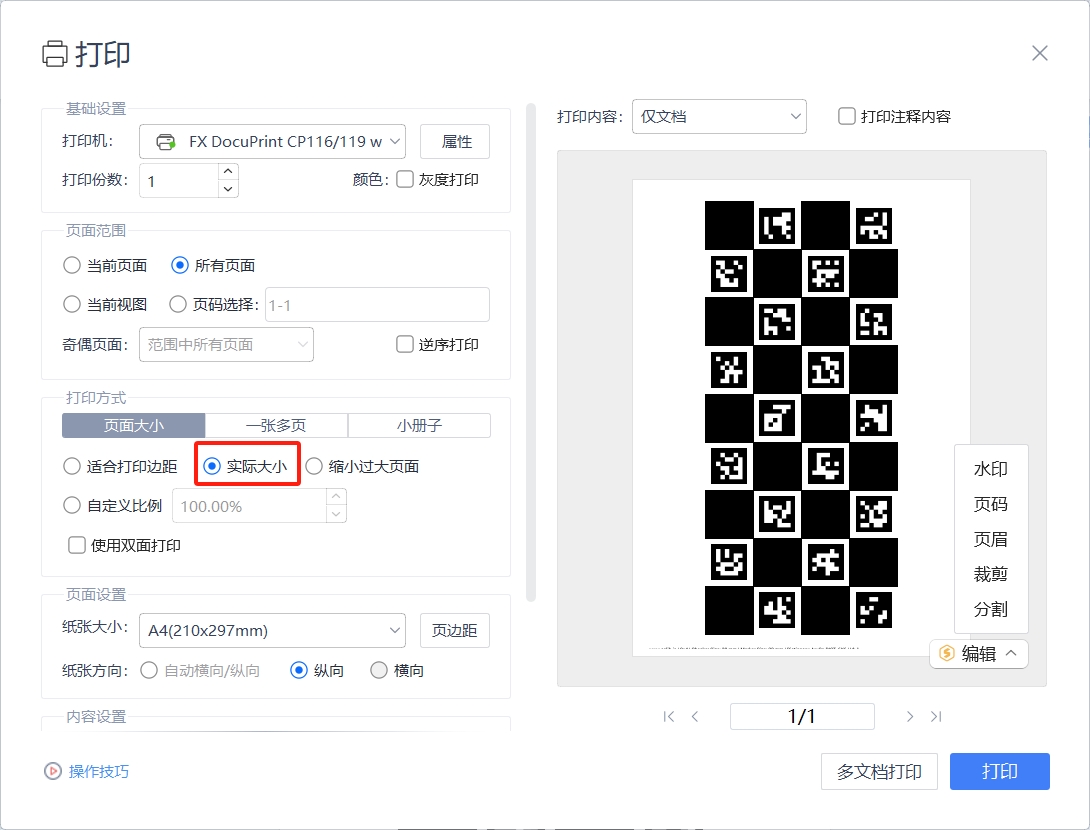 打印
基础设置
打印机: FX DocuPrint CP116/119 w 属性
打印份数: 1 颜色: 灰度打印
页面范围
当前页面 所有页面
当前视图 页码选择: 1-1
奇偶页面: 范围中所有页面 逆序打印
打印方式
页面大小 一张多页 小册子
适合打印边距 实际大小 缩小过大页面
自定义比例 100.00%
使用双面打印
页面设置
纸张大小: A4(210x297mm) 页边距
纸张方向: 自动横向/纵向 纵向 横向
内容设置
操作技巧
打印内容: 仅文档 打印注释内容
水印
页码
页眉
裁剪
分割
编辑
1/1
多文档打印 打印